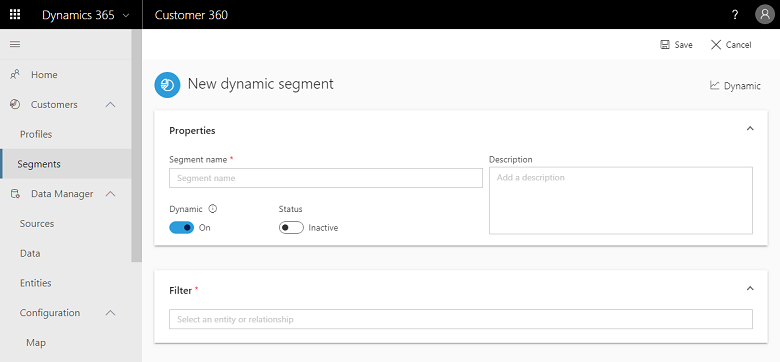 Dynamics 365
Customer 360
?
Save
Cancel
Home
Customers
Profiles
Segments
Data Manager
Sources
Data
Entities
Configuration
Map
New dynamic segment
Dynamic
Properties
Segment name *
Segment name
Description
Add a description
Dynamic
On
Status
Inactive
Filter *
Select an entity or relationship